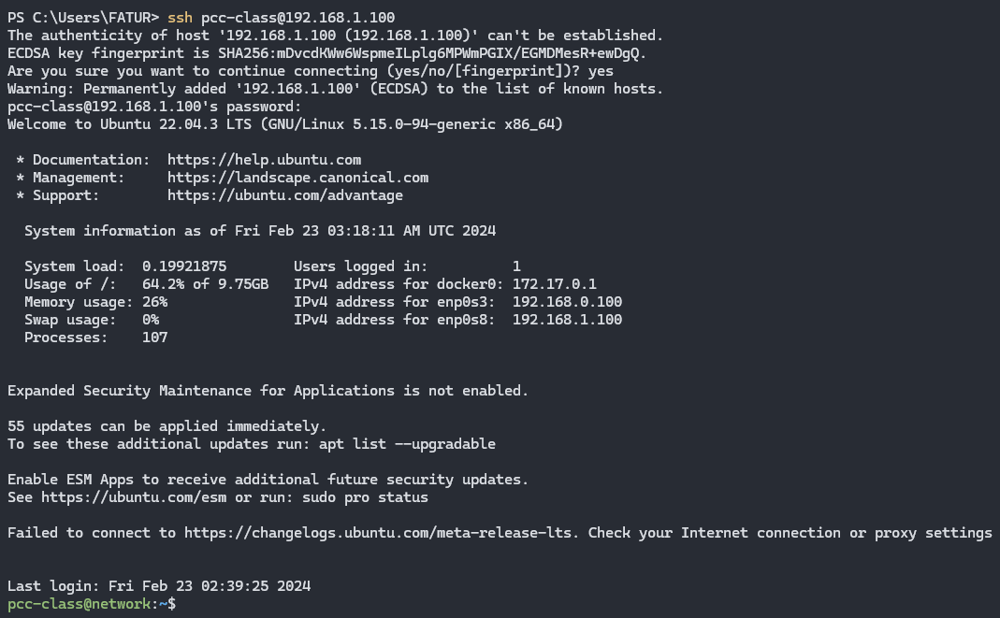 PS C:\Users\FATUR> ssh pcc-class@192.168.1.100
The authenticity of host '192.168.1.100 (192.168.1.100)' can't be established.
ECDSA key fingerprint is SHA256:mDvcdKWw6WspmeILplg6MPWmPGIX/EGMDMesR+ewDgQ.
Are you sure you want to continue connecting (yes/no/[fingerprint])? yes
Warning: Permanently added '192.168.1.100' (ECDSA) to the list of known hosts.
pcc-class@192.168.1.100's password:
Welcome to Ubuntu 22.04.3 LTS (GNU/Linux 5.15.0-94-generic x86_64)

 * Documentation:  https://help.ubuntu.com
 * Management:     https://landscape.canonical.com
 * Support:        https://ubuntu.com/advantage

  System information as of Fri Feb 23 03:18:11 AM UTC 2024

  System load:  0.19921875        Users logged in:          1
  Usage of /:   64.2% of 9.75GB   IPv4 address for docker0: 172.17.0.1
  Memory usage: 26%               IPv4 address for enp0s3:  192.168.0.100
  Swap usage:   0%                IPv4 address for enp0s8:  192.168.1.100
  Processes:    107

Expanded Security Maintenance for Applications is not enabled.

55 updates can be applied immediately.
To see these additional updates run: apt list --upgradable

Enable ESM Apps to receive additional future security updates.
See https://ubuntu.com/esm or run: sudo pro status

Failed to connect to https://changelogs.ubuntu.com/meta-release-lts. Check your Internet connection or proxy settings

Last login: Fri Feb 23 02:39:25 2024
pcc-class@network:~$